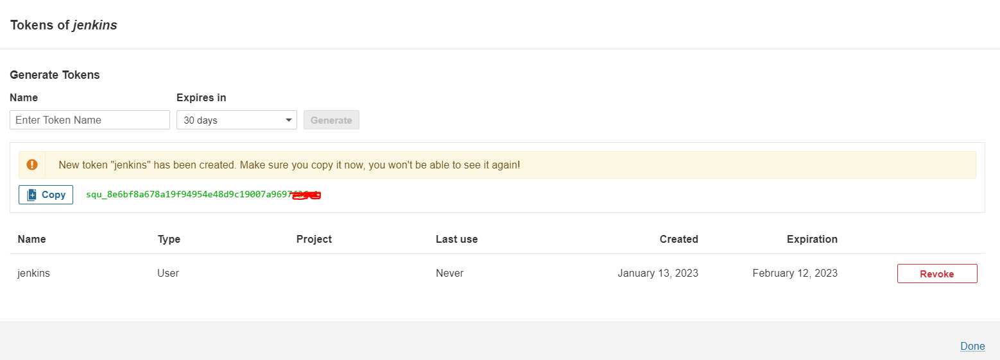 Tokens of jenkins
Generate Tokens
Name Expires in
Enter Token Name 30 days Generate
New token "jenkins" has been created. Make sure you copy it now, you won't be able to see it again!
Copy squ_8e6bf8a678a19f94954e48d9c19007a9697
Name Type Project Last use Created Expiration
jenkins User Never January 13, 2023 February 12, 2023 Revoke
Done